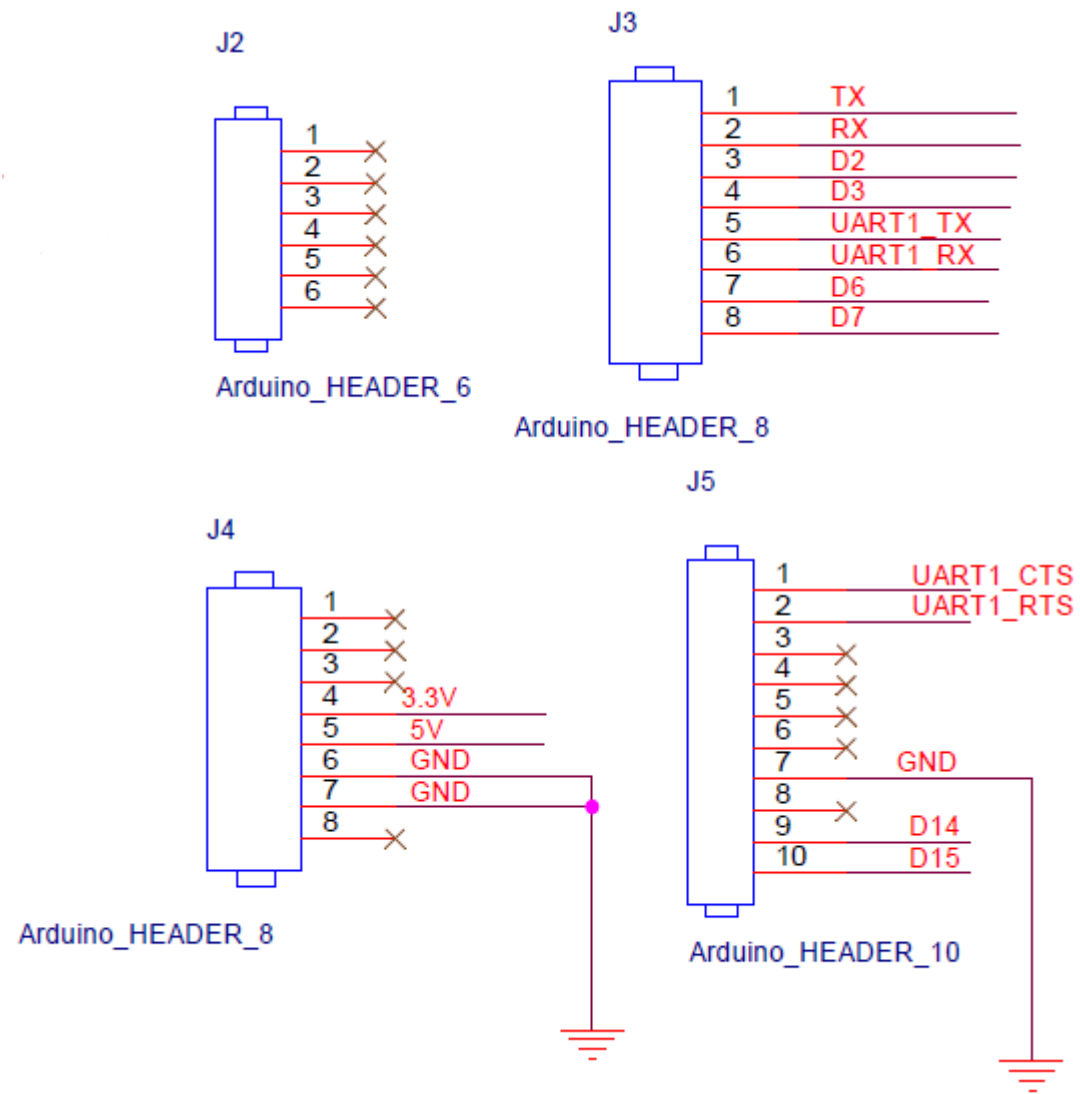 J2
1
2
3
4
5
6
Arduino_HEADER_6
J3
1 TX
2 RX
3 D2
4 D3
5 UART1_TX
6 UART1_RX
7 D6
8 D7
Arduino_HEADER_8
J4
1
2
3
4 3.3V
5 5V
6 GND
7 GND
8
Arduino_HEADER_8
J5
1 UART1_CTS
2 UART1_RTS
3
4
5
6
7 GND
8
9 D14
10 D15
Arduino_HEADER_10